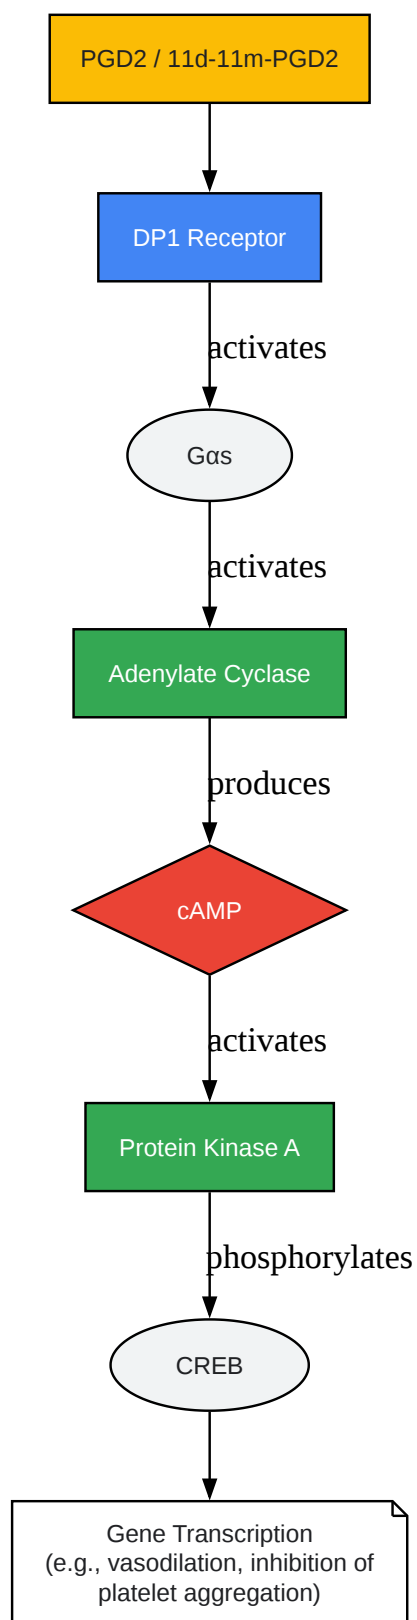 PGD2 / 11d-11m-PGD2
DP1 Receptor
activates
Gαs
activates
Adenylate Cyclase
produces
cAMP
activates
Protein Kinase A
phosphorylates
CREB
Gene Transcription
(e.g., vasodilation, inhibition of
platelet aggregation)